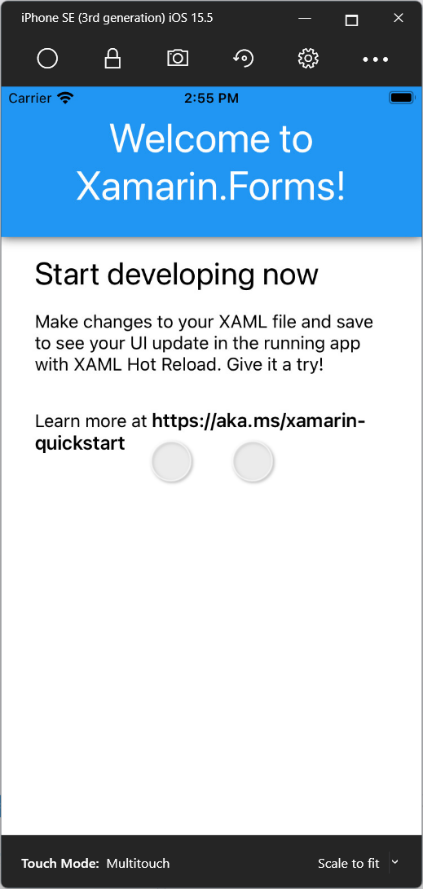 iPhone SE (3rd generation) iOS 15.5
Carrier 2:55 PM
Welcome to
Xamarin.Forms!
Start developing now
Make changes to your XAML file and save
to see your UI update in the running app
with XAML Hot Reload. Give it a try!
Learn more at https://aka.ms/xamarin-
quickstart
Touch Mode: Multitouch Scale to fit